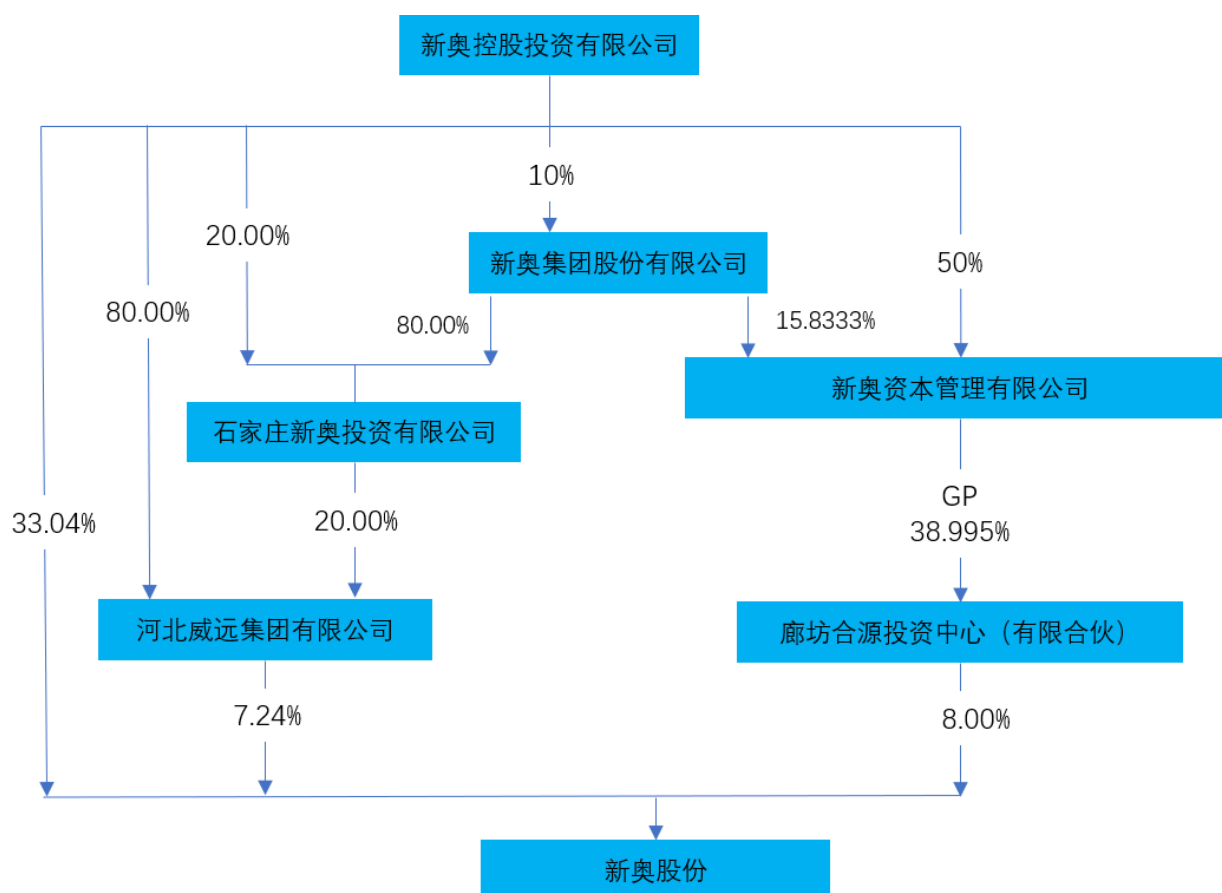 新奥控股投资有限公司
10%
20.00%
新奥集团股份有限公司
50%
80.00%
80.00%
15.8333%
新奥资本管理有限公司
石家庄新奥投资有限公司
GP
33.04%
20.00%
38.995%
河北威远集团有限公司
廊坊合源投资中心（有限合伙）
7.24%
8.00%
新奥股份